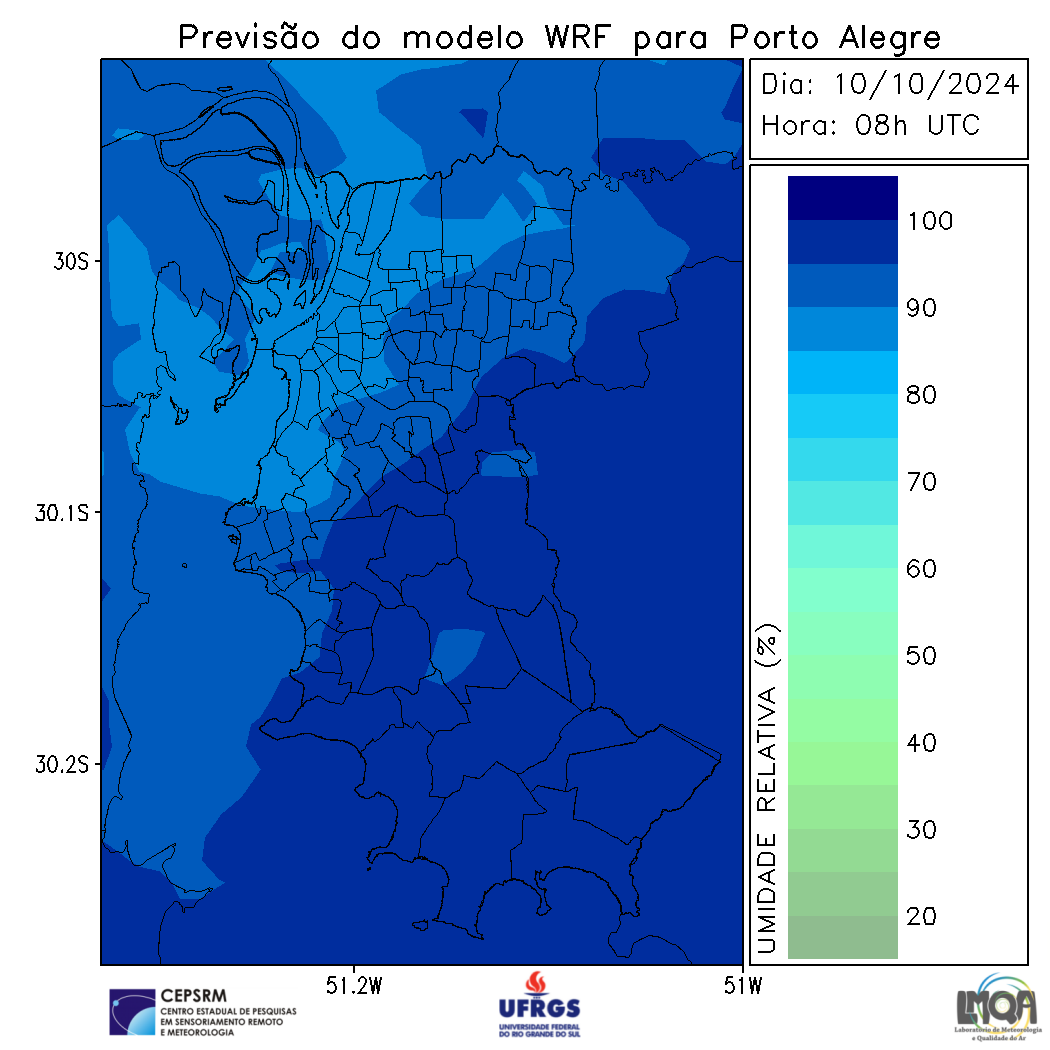 Previsão do modelo WRF para Porto Alegre
Dia: 10/10/2024
Hora: 08h UTC
100
90
80
70
60
50
40
30
20
UMIDADE RELATIVA (%)
30S
30.1S
30.2S
51.2W
51W
CEPSRM
CENTRO ESTADUAL DE PESQUISAS
EM SENSORIAMENTO REMOTO
E METEOROLOGIA
UFRGS
UNIVERSIDADE FEDERAL
DO RIO GRANDE DO SUL
LMQA
Laboratório de Meteorologia
e Qualidade do Ar